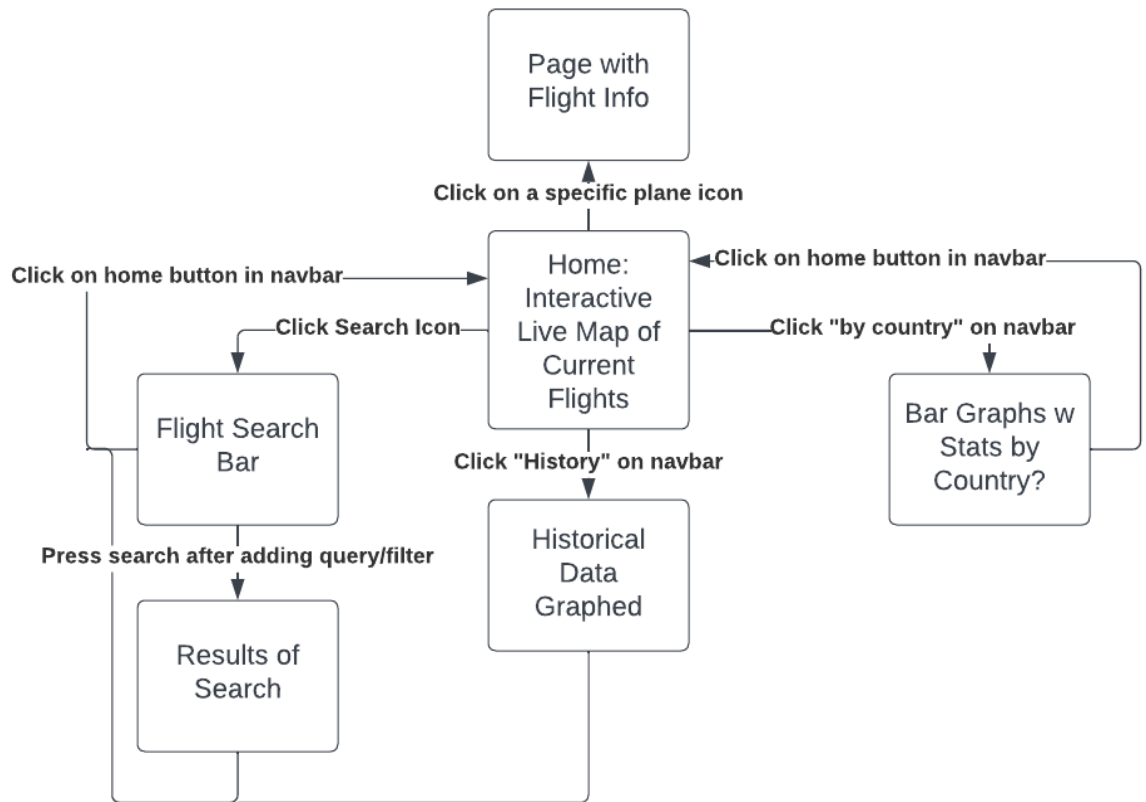 Page with
Flight Info
Click on a specific plane icon
Click on home button in navbar
Home:
Interactive
Live Map of
Current
Flights
Click on home button in navbar
Click Search Icon
Click "by country" on navbar
Flight Search
Bar
Click "History" on navbar
Bar Graphs w
Stats by
Country?
Press search after adding query/filter
Historical
Data
Graphed
Results of
Search